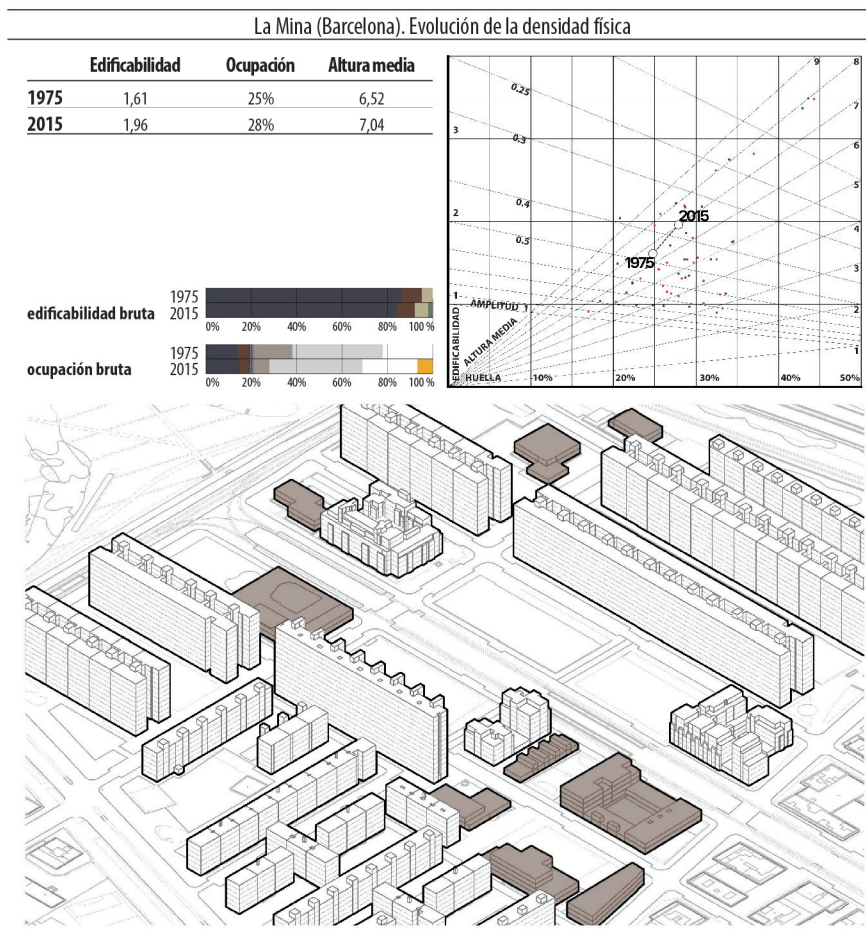 La Mina (Barcelona). Evolución de la densidad física
Edificabilidad Ocupación Altura media
1975 1,61 25% 6,52
2015 1,96 28% 7,04
edificabilidad bruta
1975
2015
0% 20% 40% 60% 80% 100 %
ocupación bruta
1975
2015
0% 20% 40% 60% 80% 100 %
9 8
0.25
7
3
0.3
6
5
0.4
2
2015
4
0.5
1975
3
1
AMPLITUD 1
2
EDIFICABILIDAD
ALTURA MEDIA
1
HUELLA 10% 20% 30% 40% 50%